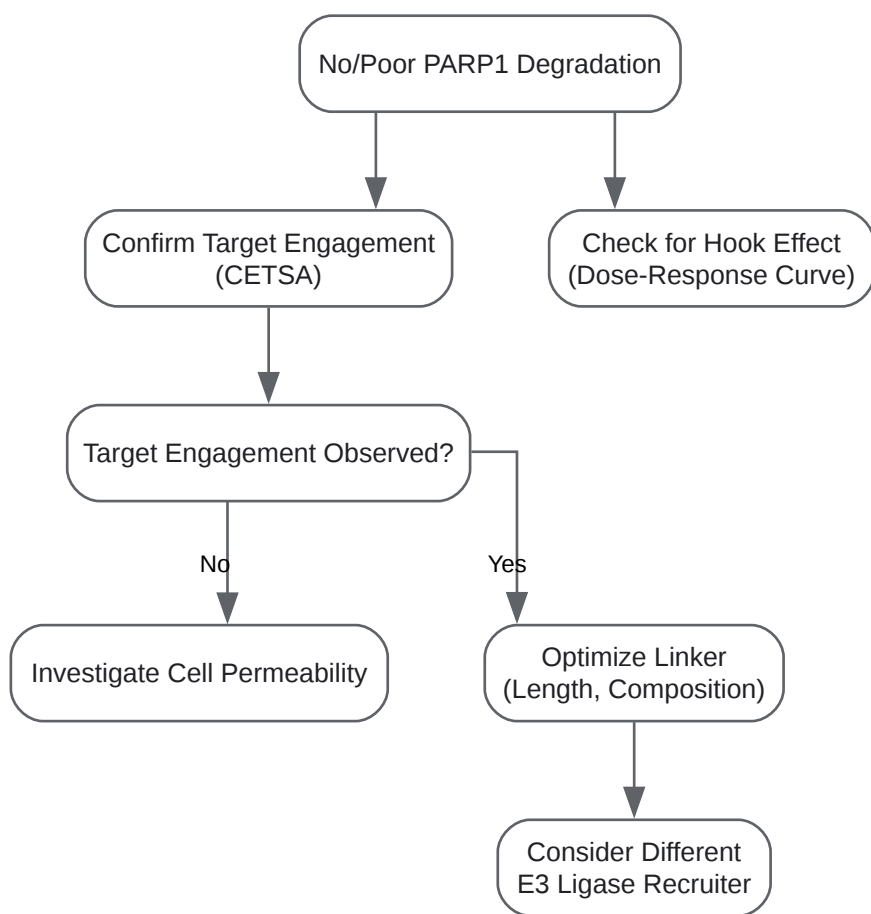 No/Poor PARP1 Degradation
Confirm Target Engagement
(CETSA)
Check for Hook Effect
(Dose-Response Curve)
Target Engagement Observed?
No
Yes
Investigate Cell Permeability
Optimize Linker
(Length, Composition)
Consider Different
E3 Ligase Recruiter